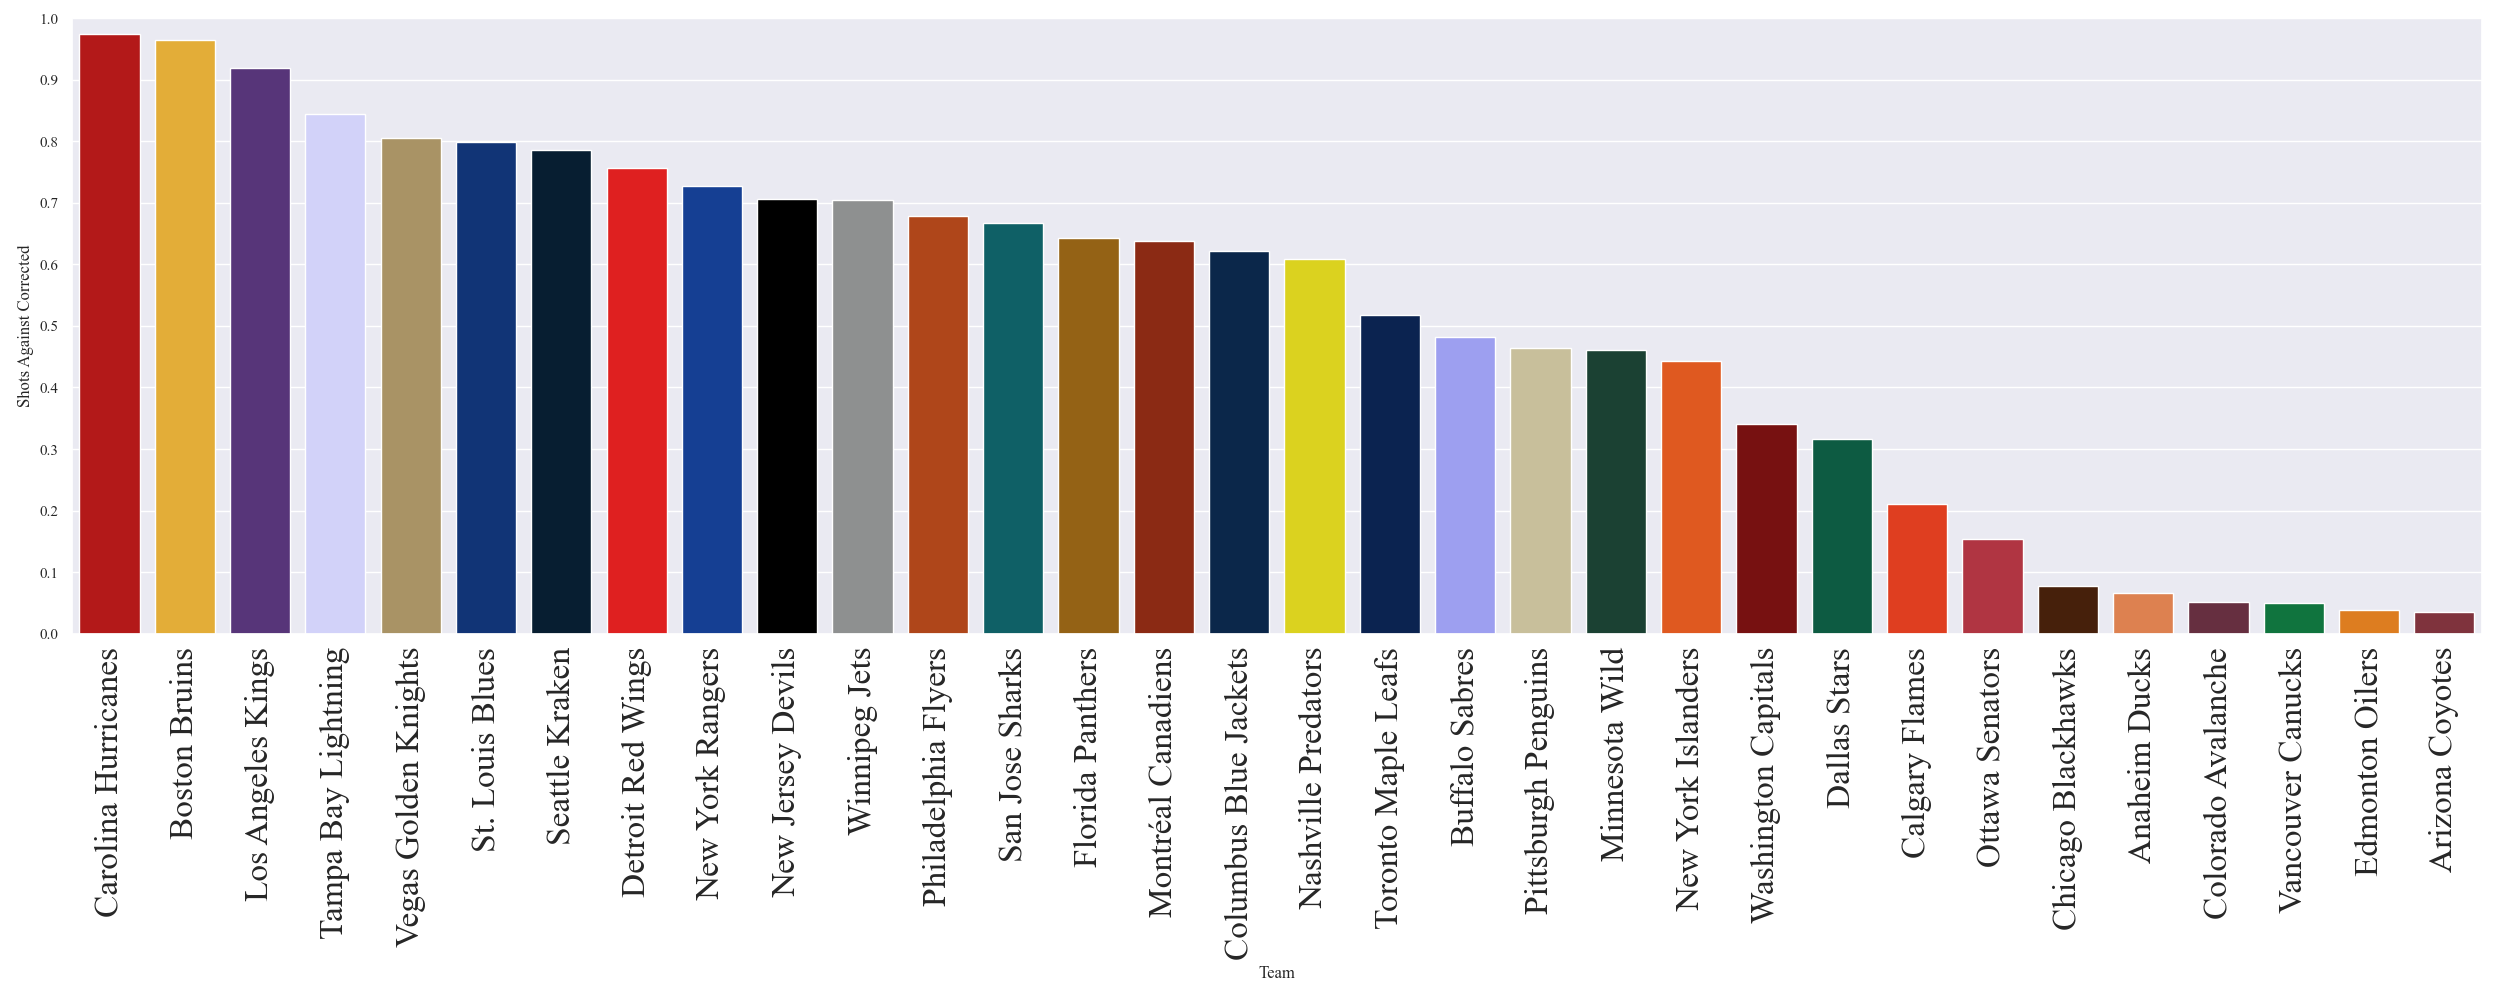 1.0
0.9
0.8
0.7
0.6
0.5
0.4
0.3
0.2
0.1
0.0
Shots Against Corrected
Carolina Hurricanes
Boston Bruins
Los Angeles Kings
Tampa Bay Lightning
Vegas Golden Knights
St. Louis Blues
Seattle Kraken
Detroit Red Wings
New York Rangers
New Jersey Devils
Winnipeg Jets
Philadelphia Flyers
San Jose Sharks
Florida Panthers
Montréal Canadiens
Columbus Blue Jackets
Nashville Predators
Toronto Maple Leafs
Buffalo Sabres
Pittsburgh Penguins
Minnesota Wild
New York Islanders
Washington Capitals
Dallas Stars
Calgary Flames
Ottawa Senators
Chicago Blackhawks
Anaheim Ducks
Colorado Avalanche
Vancouver Canucks
Edmonton Oilers
Arizona Coyotes
Team